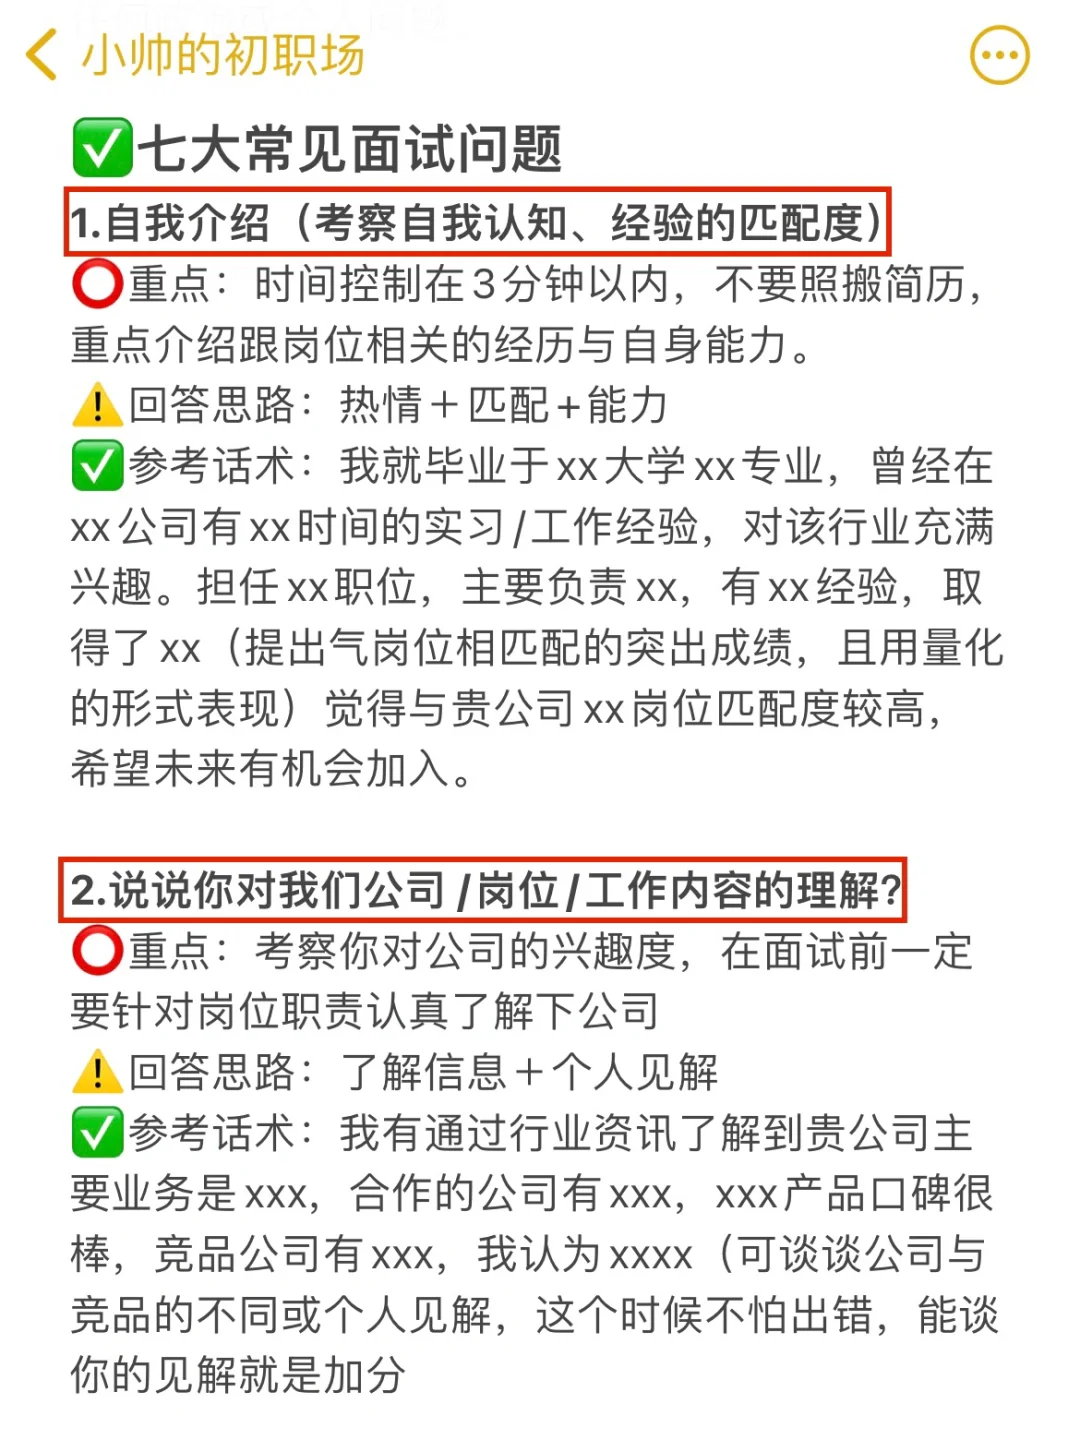 小帅的初职场
✅七大常见面试问题
1.自我介绍（考察自我认知、经验的匹配度）
⭕重点：时间控制在3分钟以内，不要照搬简历，
重点介绍跟岗位相关的经历与自身能力。
⚠️回答思路：热情＋匹配+能力
✅参考话术：我就毕业于xx大学xx专业，曾经在
xx公司有xx时间的实习/工作经验，对该行业充满
兴趣。担任xx职位，主要负责xx，有xx经验，取
得了xx（提出气岗位相匹配的突出成绩，且用量化
的形式表现）觉得与贵公司xx岗位匹配度较高，
希望未来有机会加入。
2.说说你对我们公司/岗位/工作内容的理解?
⭕重点：考察你对公司的兴趣度，在面试前一定
要针对岗位职责认真了解下公司
⚠️回答思路：了解信息＋个人见解
✅参考话术：我有通过行业资讯了解到贵公司主
要业务是xxx，合作的公司有xxx，xxx产品口碑很
棒，竞品公司有xxx，我认为xxxx（可谈谈公司与
竞品的不同或个人见解，这个时候不怕出错，能谈
你的见解就是加分